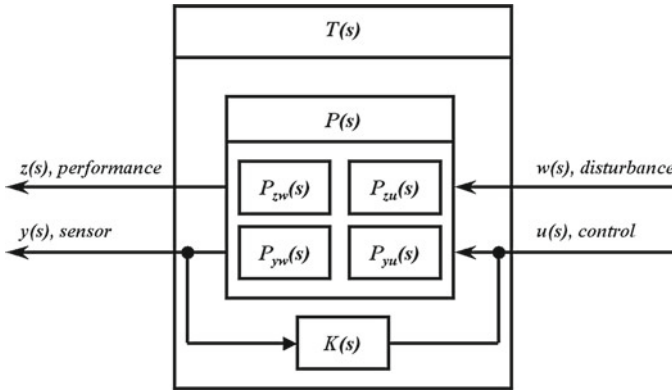 T(s)
P(s)
z(s), performance
P_zw(s) P_zu(s)
w(s), disturbance
y(s), sensor
P_yw(s) P_yu(s)
u(s), control
K(s)